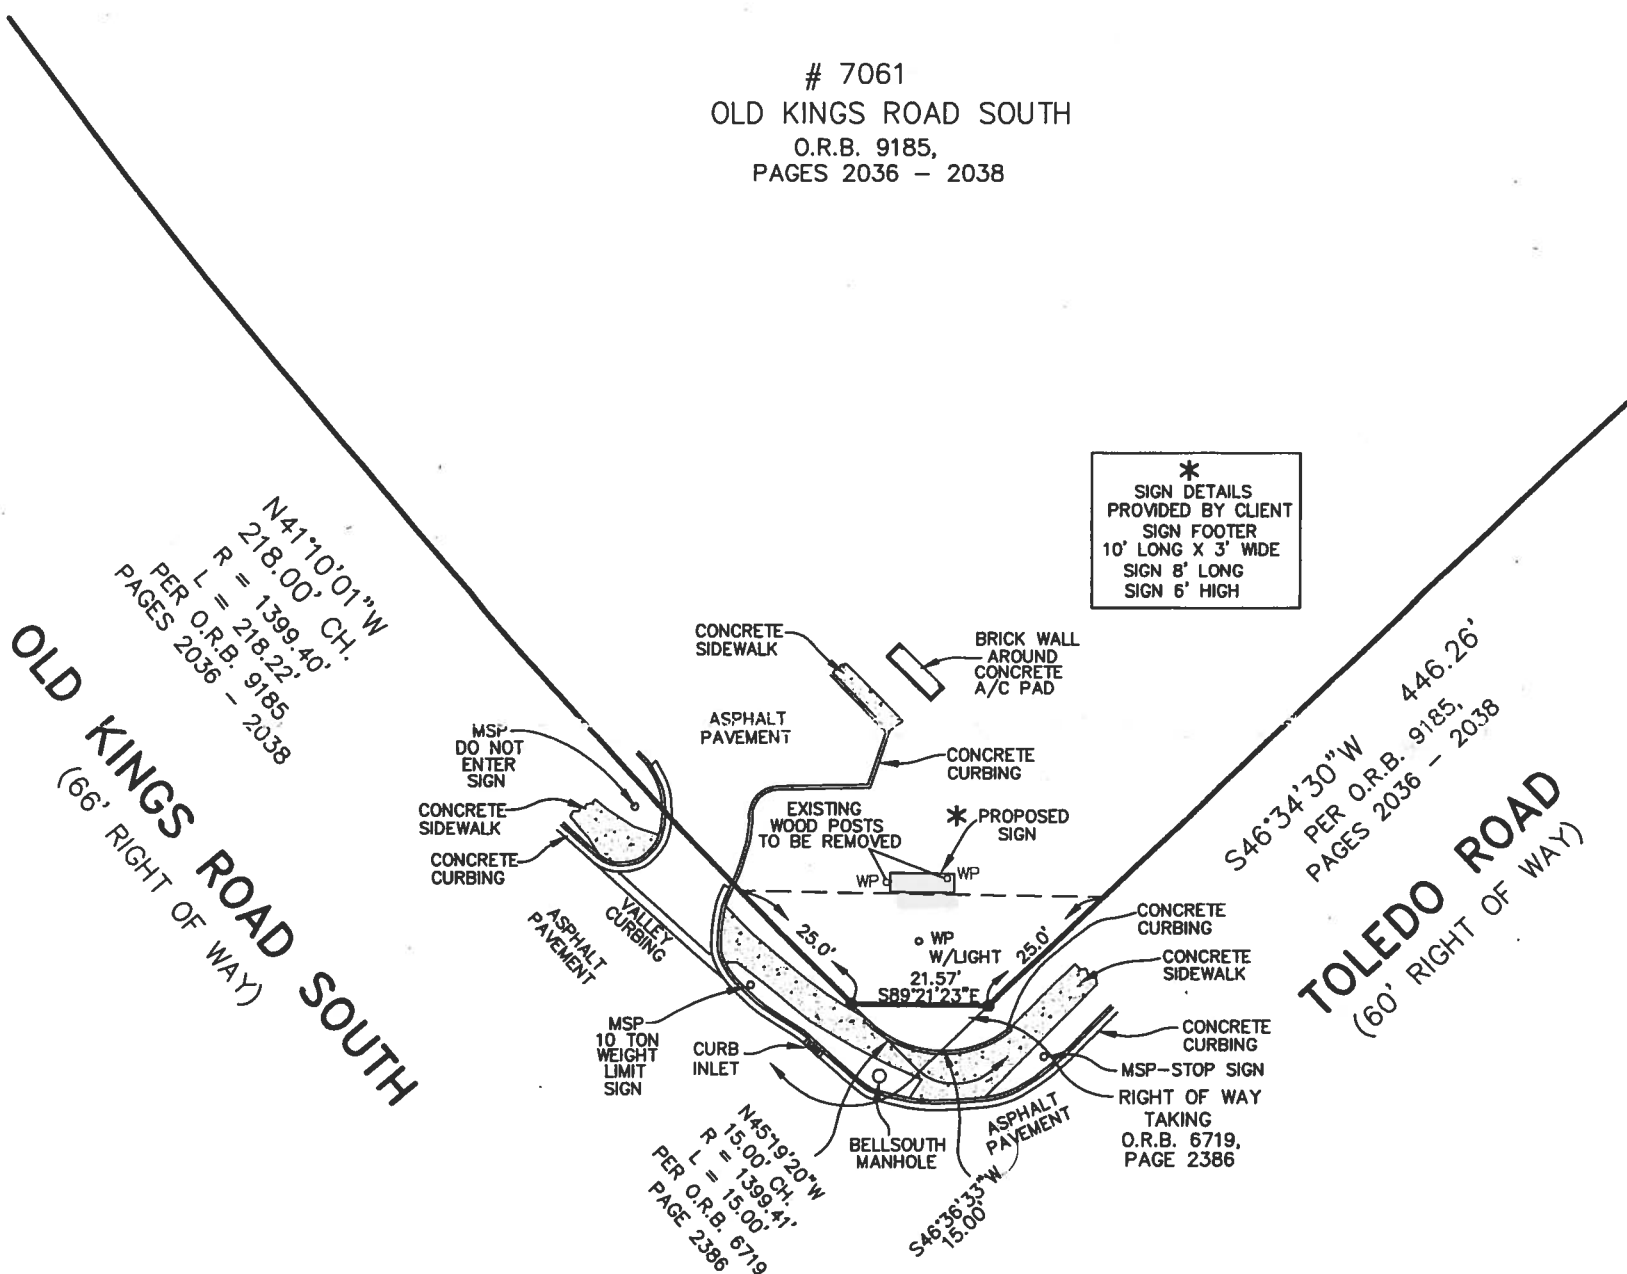 # 7061
OLD KINGS ROAD SOUTH
O.R.B. 9185,
PAGES 2036 – 2038
*
SIGN DETAILS
PROVIDED BY CLIENT
SIGN FOOTER
10' LONG X 3' WIDE
SIGN 8' LONG
SIGN 6' HIGH
N41°10'01"W
218.00' CH.
R = 1399.40'
L = 218.22'
PER O.R.B. 9185
PAGES 2036 – 2038
OLD KINGS ROAD SOUTH
(66' RIGHT OF WAY)
CONCRETE
SIDEWALK
BRICK WALL
AROUND
CONCRETE
A/C PAD
ASPHALT
PAVEMENT
MSP
DO NOT
ENTER
SIGN
CONCRETE
CURBING
CONCRETE
SIDEWALK
CONCRETE
CURBING
EXISTING
WOOD POSTS
TO BE REMOVED
* PROPOSED
SIGN
WP
WP
S46°34'30"W 446.26'
PER O.R.B. 9185,
PAGES 2036 – 2038
TOLEDO ROAD
(60' RIGHT OF WAY)
VALLEY
CURBING
ASPHALT
PAVEMENT
25.0'
WP
W/LIGHT
25.0'
21.57'
S89°21'23"E
CONCRETE
CURBING
CONCRETE
SIDEWALK
MSP
10 TON
WEIGHT
LIMIT
SIGN
CURB
INLET
CONCRETE
CURBING
MSP-STOP SIGN
RIGHT OF WAY
TAKING
O.R.B. 6719,
PAGE 2386
ASPHALT
PAVEMENT
BELLSOUTH
MANHOLE
N45°19'20"W
15.00' CH.
R = 1399.41'
L = 15.00'
PER O.R.B. 6719
PAGE 2386
S46°36'33"W
15.00'